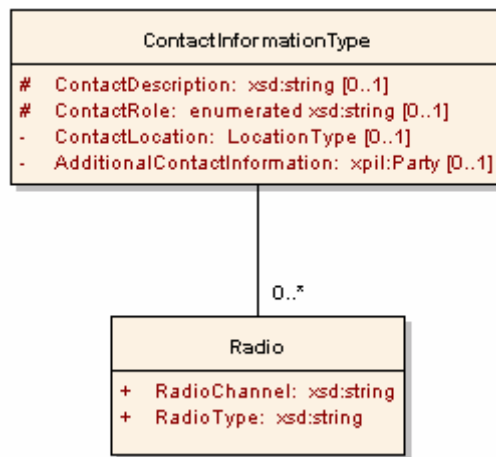 ContactInformationType
# ContactDescription: xsd:string [0..1]
# ContactRole: enumerated xsd:string [0..1]
- ContactLocation: LocationType [0..1]
- AdditionalContactInformation: xpil:Party [0..1]
0..*
Radio
+ RadioChannel: xsd:string
+ RadioType: xsd:string